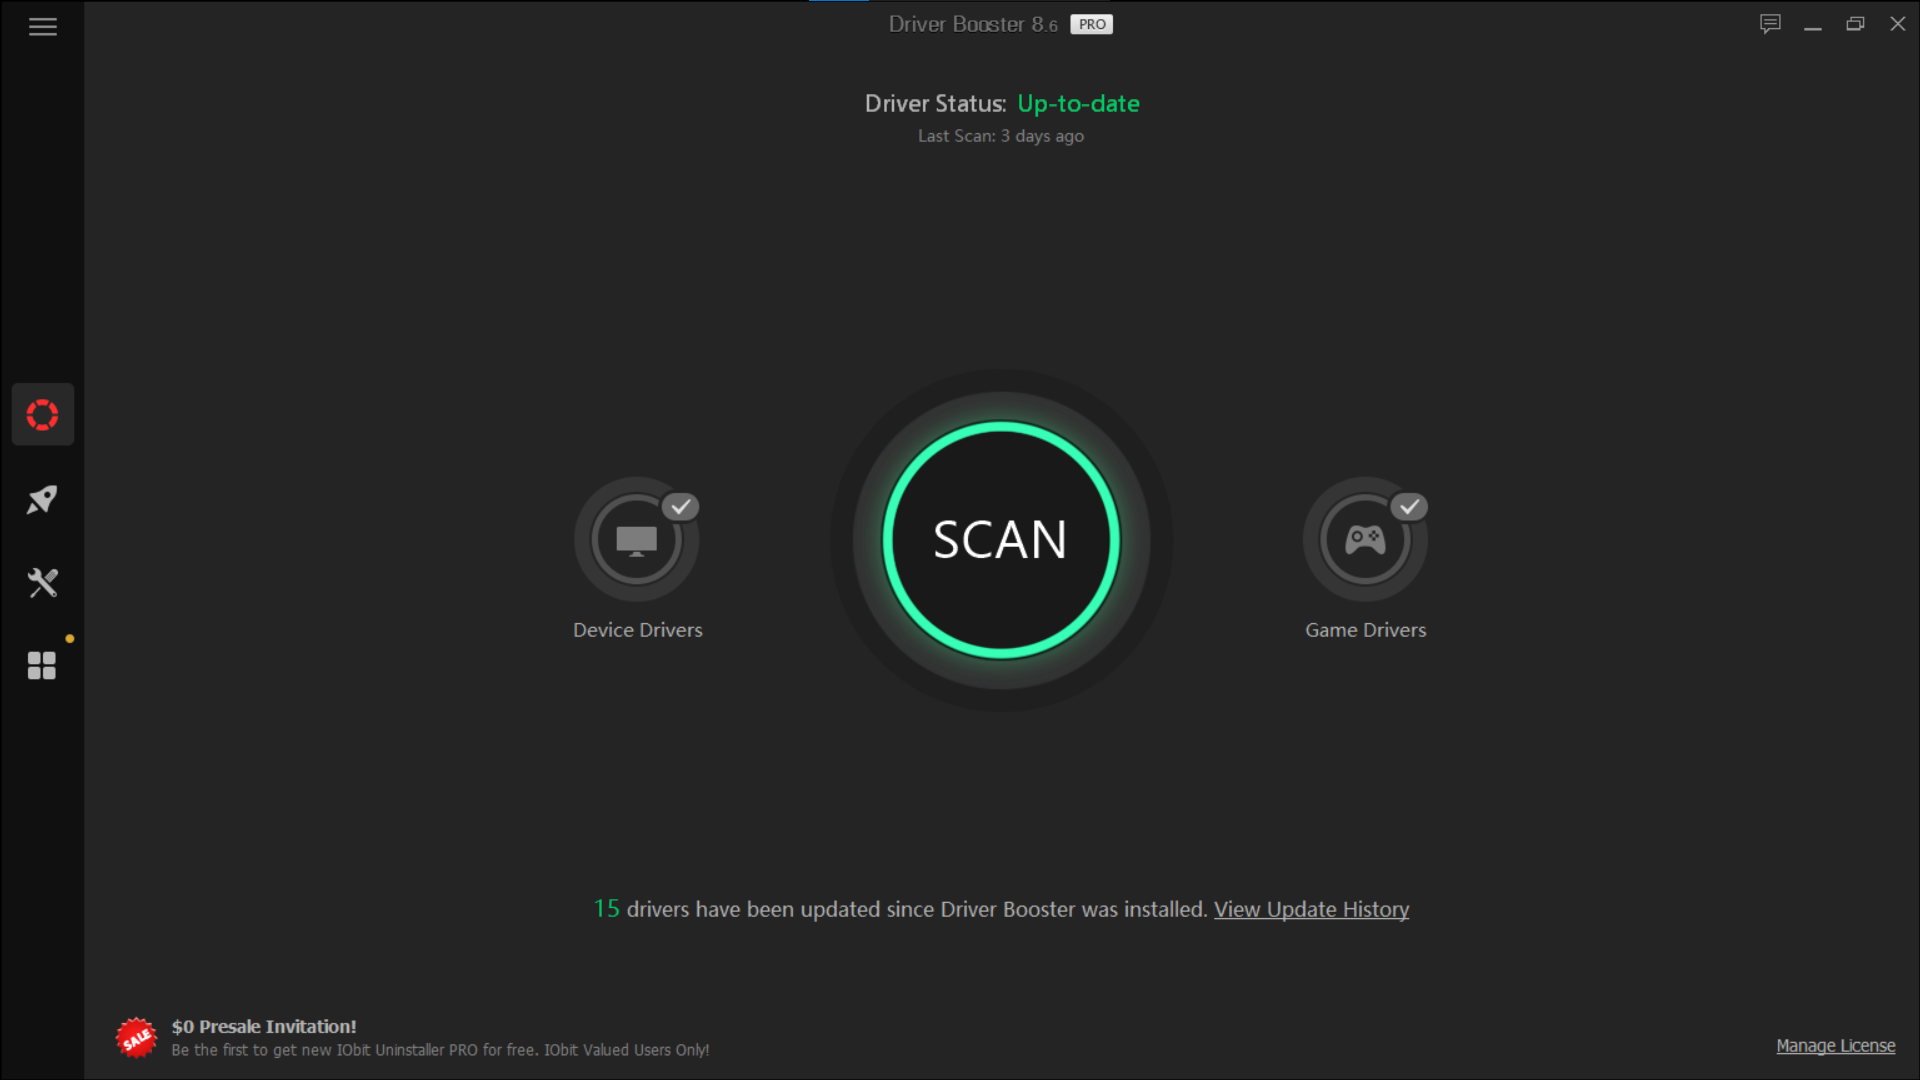 Driver Booster 8.6 PRO
Driver Status: Up-to-date
Last Scan: 3 days ago
SCAN
Device Drivers
Game Drivers
15 drivers have been updated since Driver Booster was installed. View Update History
SALE
$0 Presale Invitation!
Be the first to get new IObit Uninstaller PRO for free. IObit Valued Users Only!
Manage License